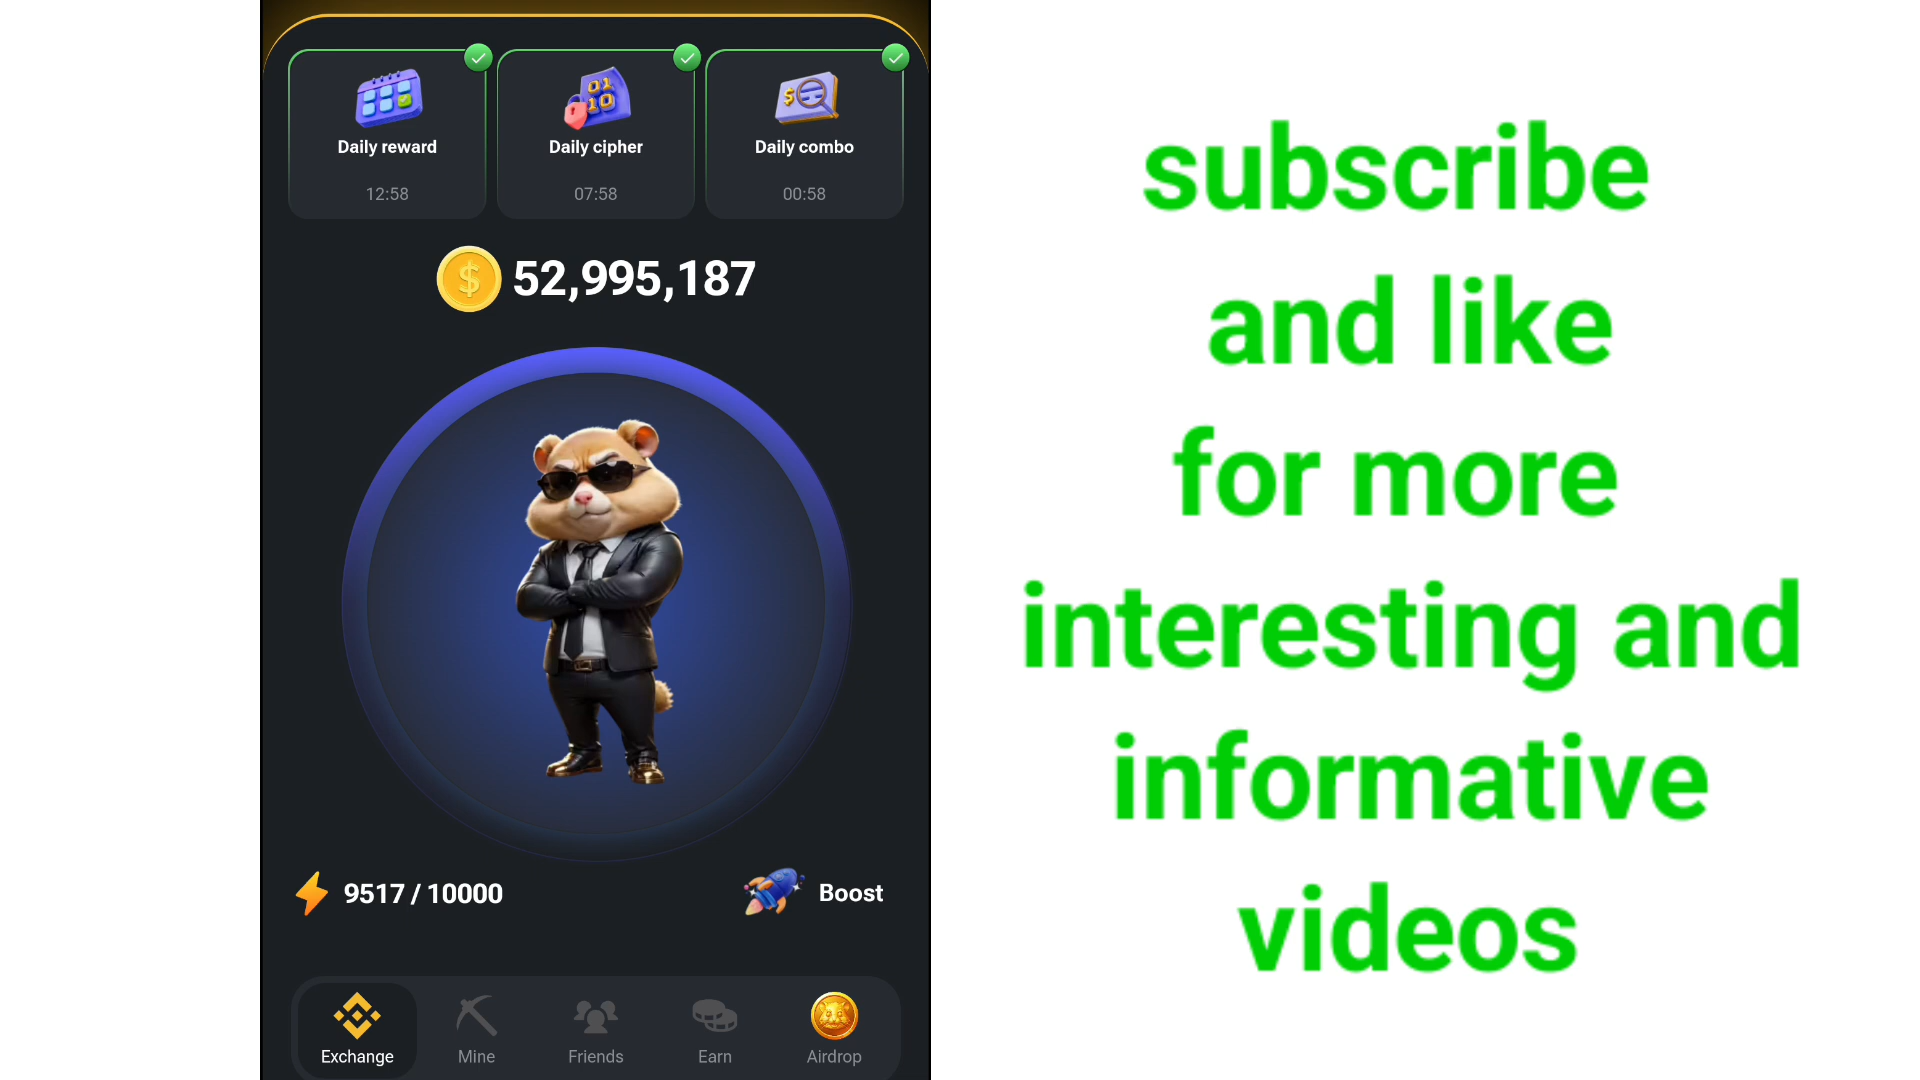 Daily reward
12:58
Daily cipher
07:58
Daily combo
00:58
52,995,187
9517 / 10000
Boost
Exchange
Mine
Friends
Earn
Airdrop
subscribe
and like
for more
interesting and
informative
videos